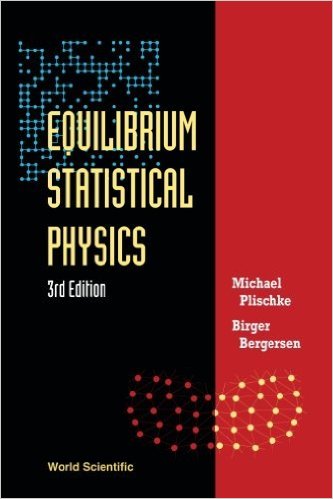 EQUILIBRIUM
STATISTICAL
PHYSICS
3rd Edition
Michael
Plischke
Birger
Bergersen
World Scientific